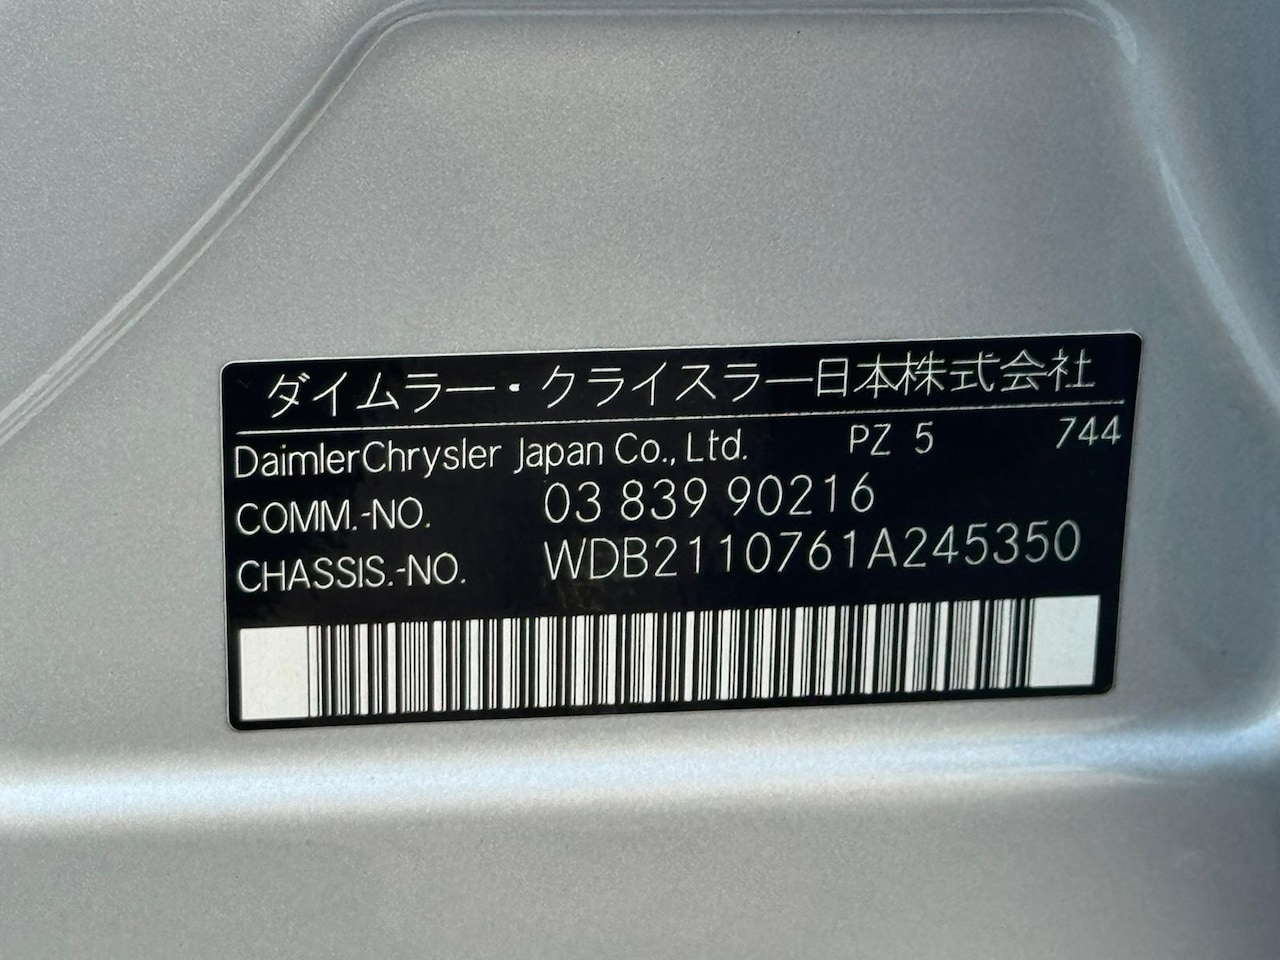 ダイムラー・クライスラー日本株式会社
DaimlerChrysler Japan Co., Ltd. PZ 5 744
COMM.-NO. 03 839 90216
CHASSIS.-NO. WDB2110761A245350